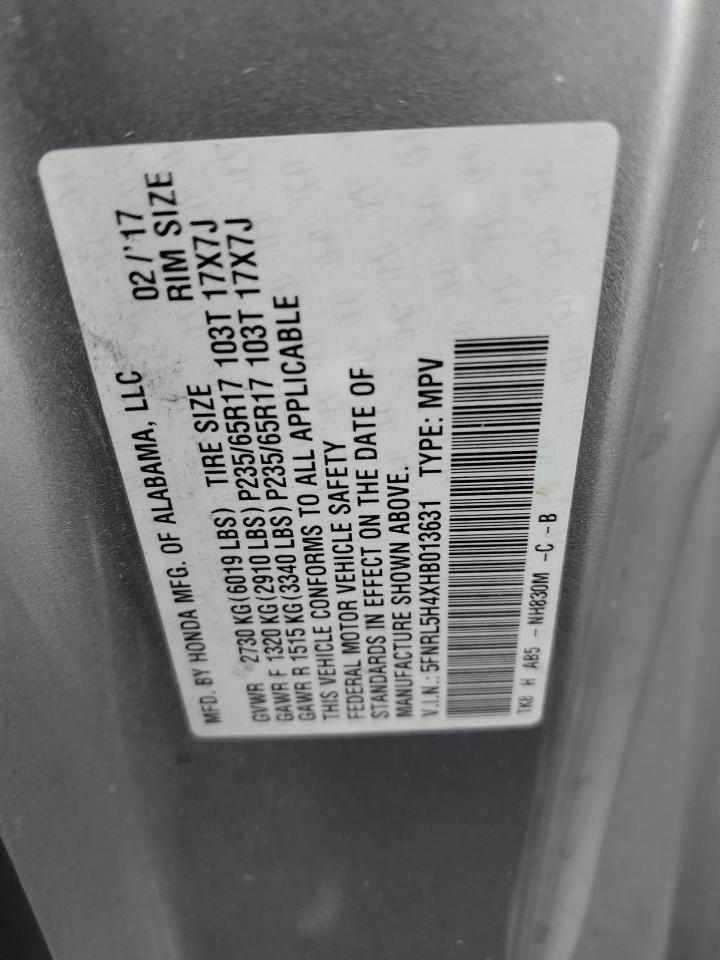 MFD. BY HONDA MFG. OF ALABAMA, LLC 02/'17
TIRE SIZE RIM SIZE
GVWR 2730 KG (6019 LBS)
GAWR F 1320 KG (2910 LBS) P235/65R17 103T 17X7J
GAWR R 1515 KG (3340 LBS) P235/65R17 103T 17X7J
THIS VEHICLE CONFORMS TO ALL APPLICABLE
FEDERAL MOTOR VEHICLE SAFETY
STANDARDS IN EFFECT ON THE DATE OF
MANUFACTURE SHOWN ABOVE.
V.I.N.: 5FNRL5H4XHB013631 TYPE: MPV
TK8 H AB5 - NH830M -C -B